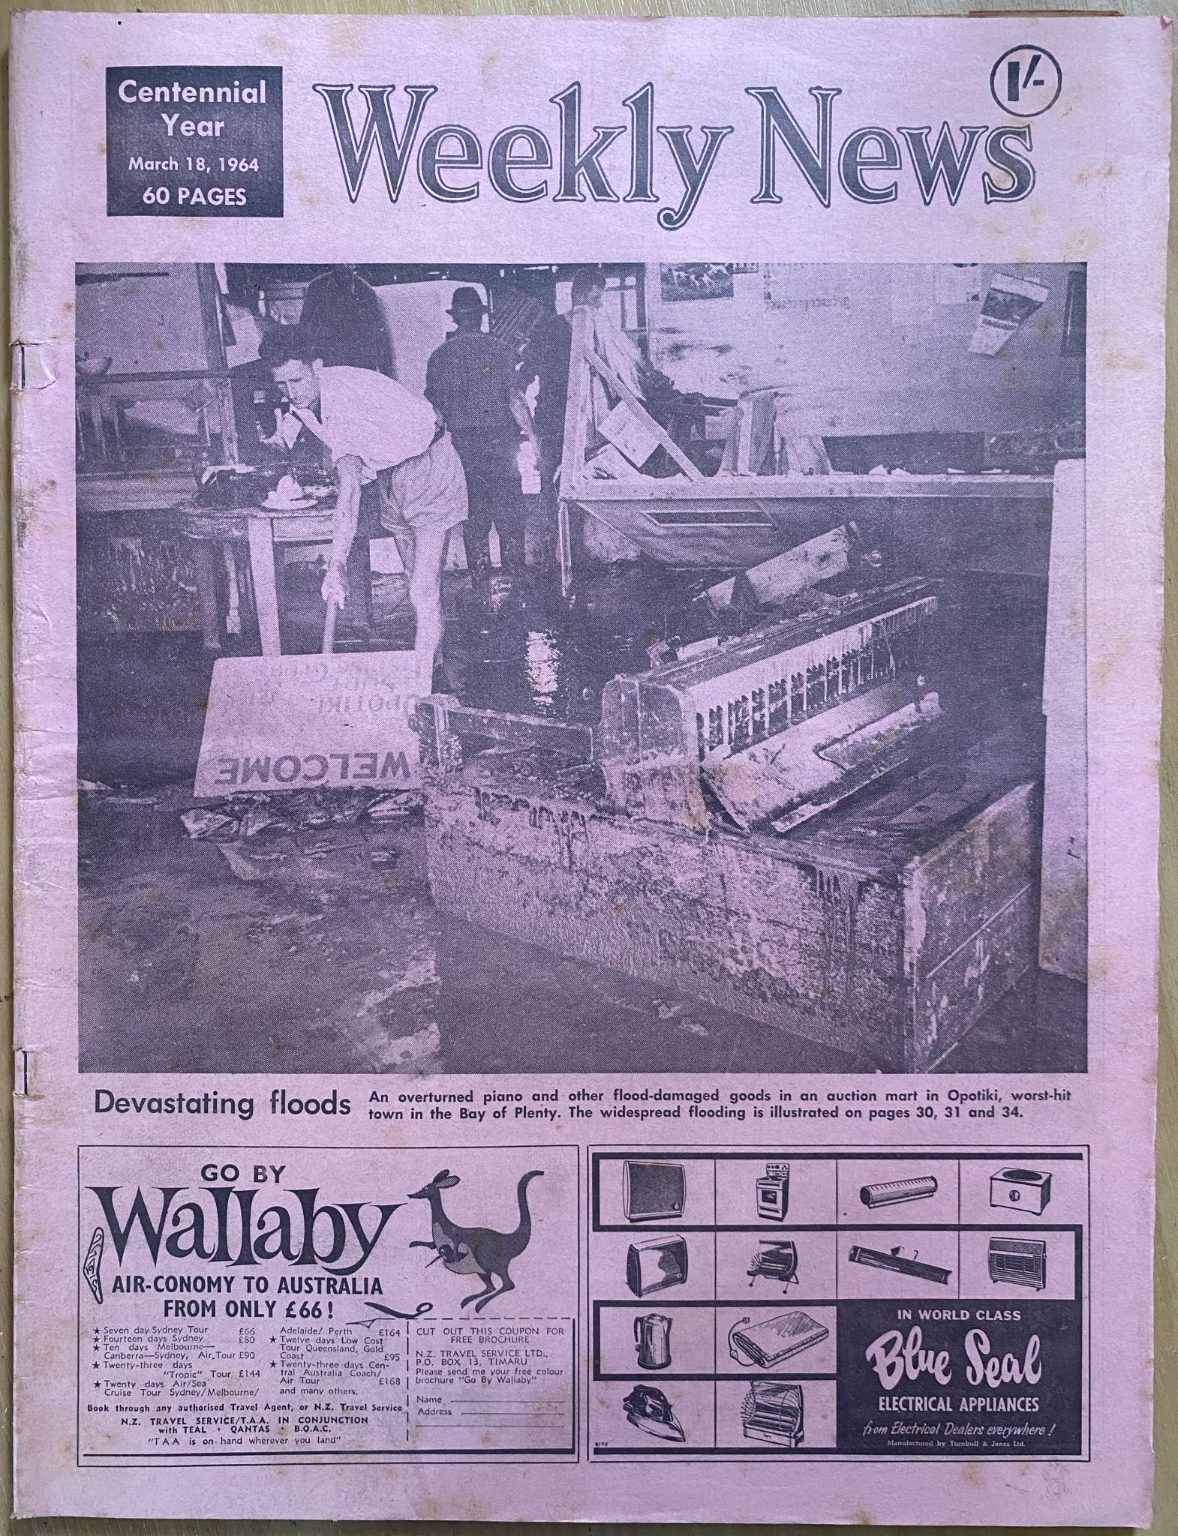 Centennial
Year
March 18, 1964
60 PAGES
Weekly News
1/-
OPOTIKI
WELCOME
Devastating floods
An overturned piano and other flood-damaged goods in an auction mart in Opotiki, worst-hit
town in the Bay of Plenty. The widespread flooding is illustrated on pages 30, 31 and 34.
GO BY
Wallaby
AIR-CONOMY TO AUSTRALIA
FROM ONLY £66!
★ Seven day Sydney Tour £66
★ Fourteen days Sydney £80
★ Ten days Melbourne—
Canberra—Sydney, Air Tour £90
★ Twenty-three days
"Tropic" Tour £144
★ Twenty days Air/Sea
Cruise Tour Sydney/Melbourne/
Adelaide/Perth £164
★ Twelve days Low Cost
Tour Queensland, Gold
Coast £95
★ Twenty-three days Cen-
tral Australia Coach/
Air Tour £168
and many others.
Book through any authorised Travel Agent, or N.Z. Travel Service
N.Z. TRAVEL SERVICE/T.A.A. IN CONJUNCTION
with TEAL · QANTAS · B.O.A.C.
"TAA is on hand wherever you land"
CUT OUT THIS COUPON FOR
FREE BROCHURE
N.Z. TRAVEL SERVICE LTD.,
P.O. BOX 13, TIMARU
Please send me your free colour
brochure "Go By Wallaby"
Name
Address
IN WORLD CLASS
Blue Seal
ELECTRICAL APPLIANCES
from Electrical Dealers everywhere!
Manufactured by Turnbull & Jones Ltd.